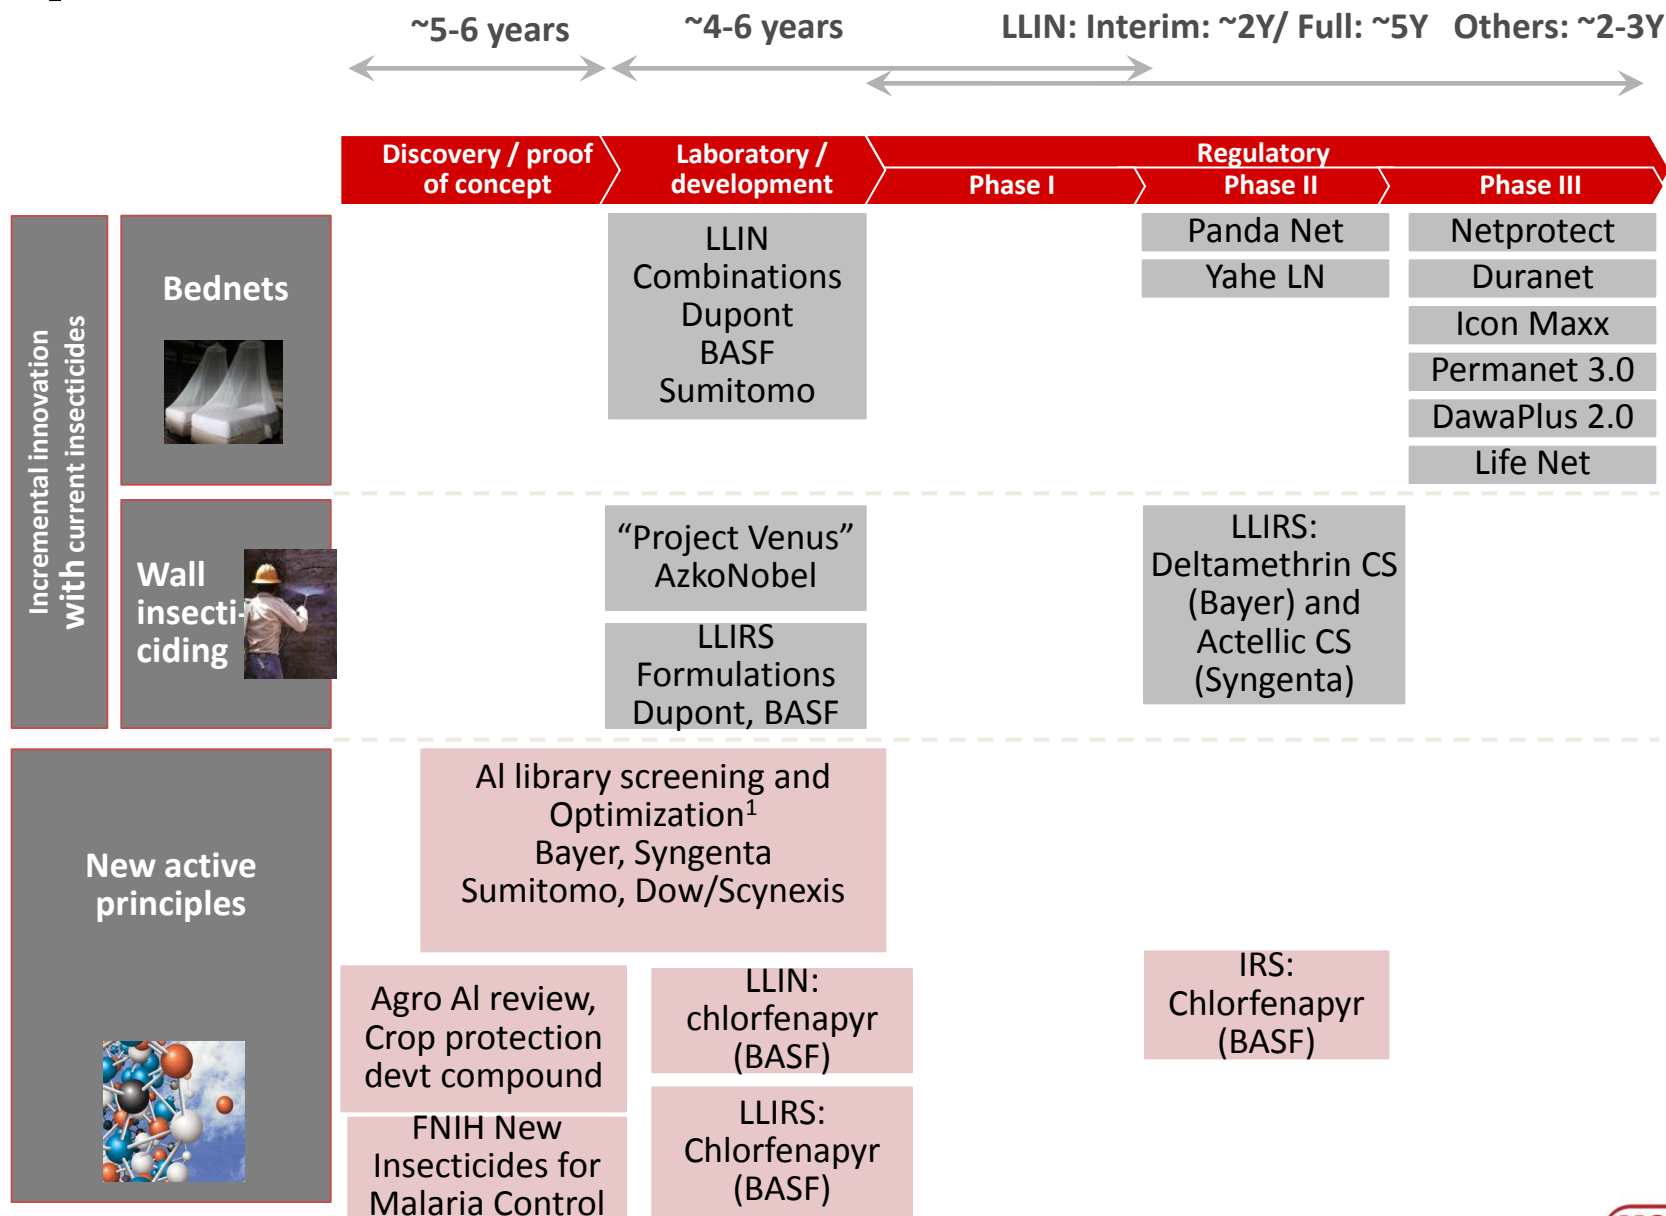 ~5-6 years
~4-6 years
LLIN: Interim: ~2Y/ Full: ~5Y Others: ~2-3Y
Discovery / proof
of concept
Laboratory /
development
Regulatory
Phase I
Phase II
Phase III
Incremental innovation
with current insecticides
Bednets
LLIN
Combinations
Dupont
BASF
Sumitomo
Panda Net
Yahe LN
Netprotect
Duranet
Icon Maxx
Permanet 3.0
DawaPlus 2.0
Life Net
Wall
insecti-
ciding
“Project Venus”
AzkoNobel
LLIRS
Formulations
Dupont, BASF
LLIRS:
Deltamethrin CS
(Bayer) and
Actellic CS
(Syngenta)
New active
principles
AI library screening and
Optimization¹
Bayer, Syngenta
Sumitomo, Dow/Scynexis
Agro AI review,
Crop protection
devt compound
FNIH New
Insecticides for
Malaria Control
LLIN:
chlorfenapyr
(BASF)
LLIRS:
Chlorfenapyr
(BASF)
IRS:
Chlorfenapyr
(BASF)